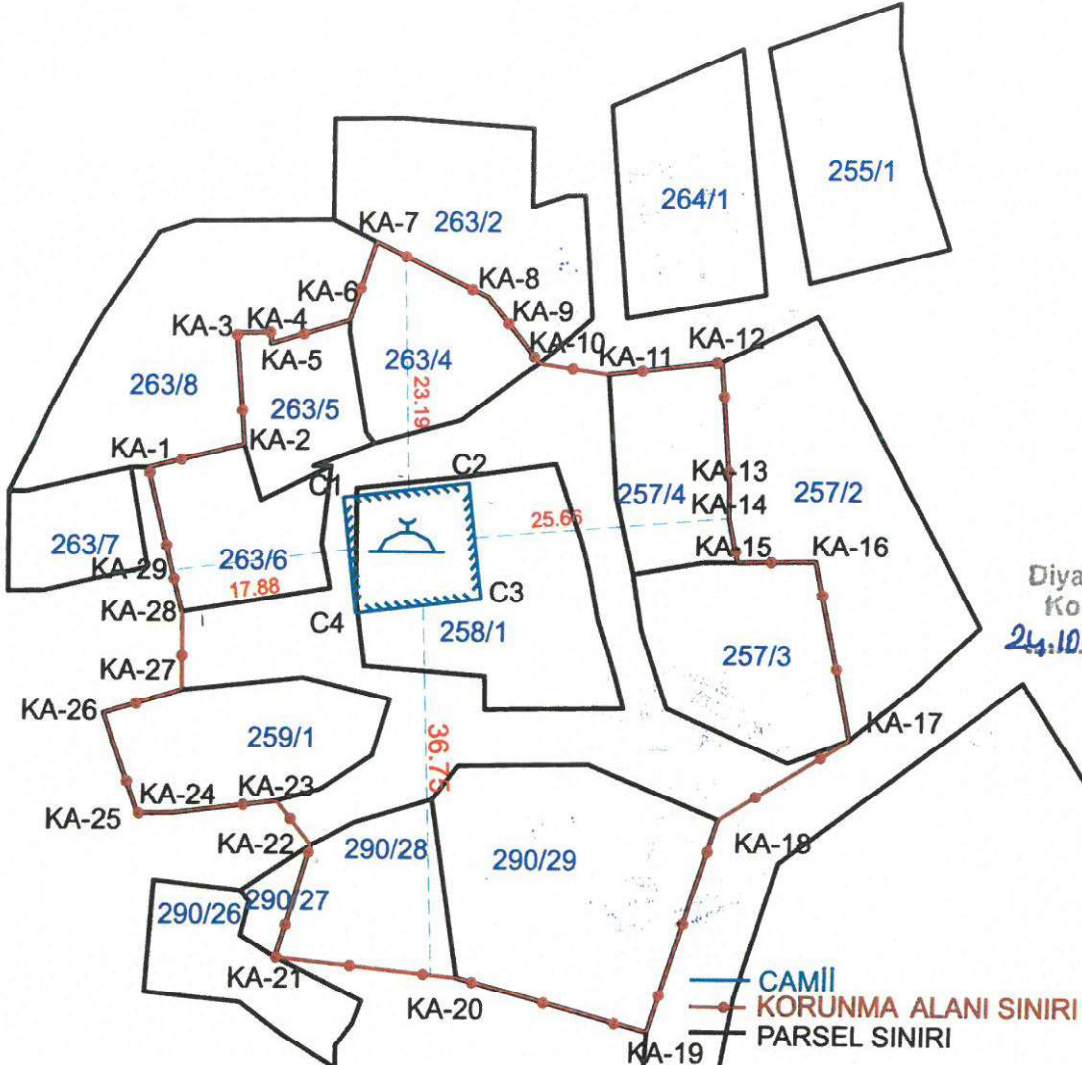 255/1
264/1
263/2
KA-7
KA-8
KA-6
KA-9
KA-3
KA-4
KA-5
KA-10
KA-11
KA-12
263/4
263/8
23.19
263/5
KA-2
KA-1
C2
C1
KA-13
257/4
KA-14
257/2
25.66
263/7
KA-29
263/6
17.88
KA-15
KA-16
C3
C4
KA-28
258/1
Diya
Ko
24.10.
257/3
KA-27
KA-26
KA-17
259/1
36.75
KA-23
KA-24
KA-25
KA-22
290/28
290/29
KA-18
290/26
290/27
KA-21
KA-20
KA-19
CAMİİ
KORUNMA ALANI SINIRI
PARSEL SINIRI